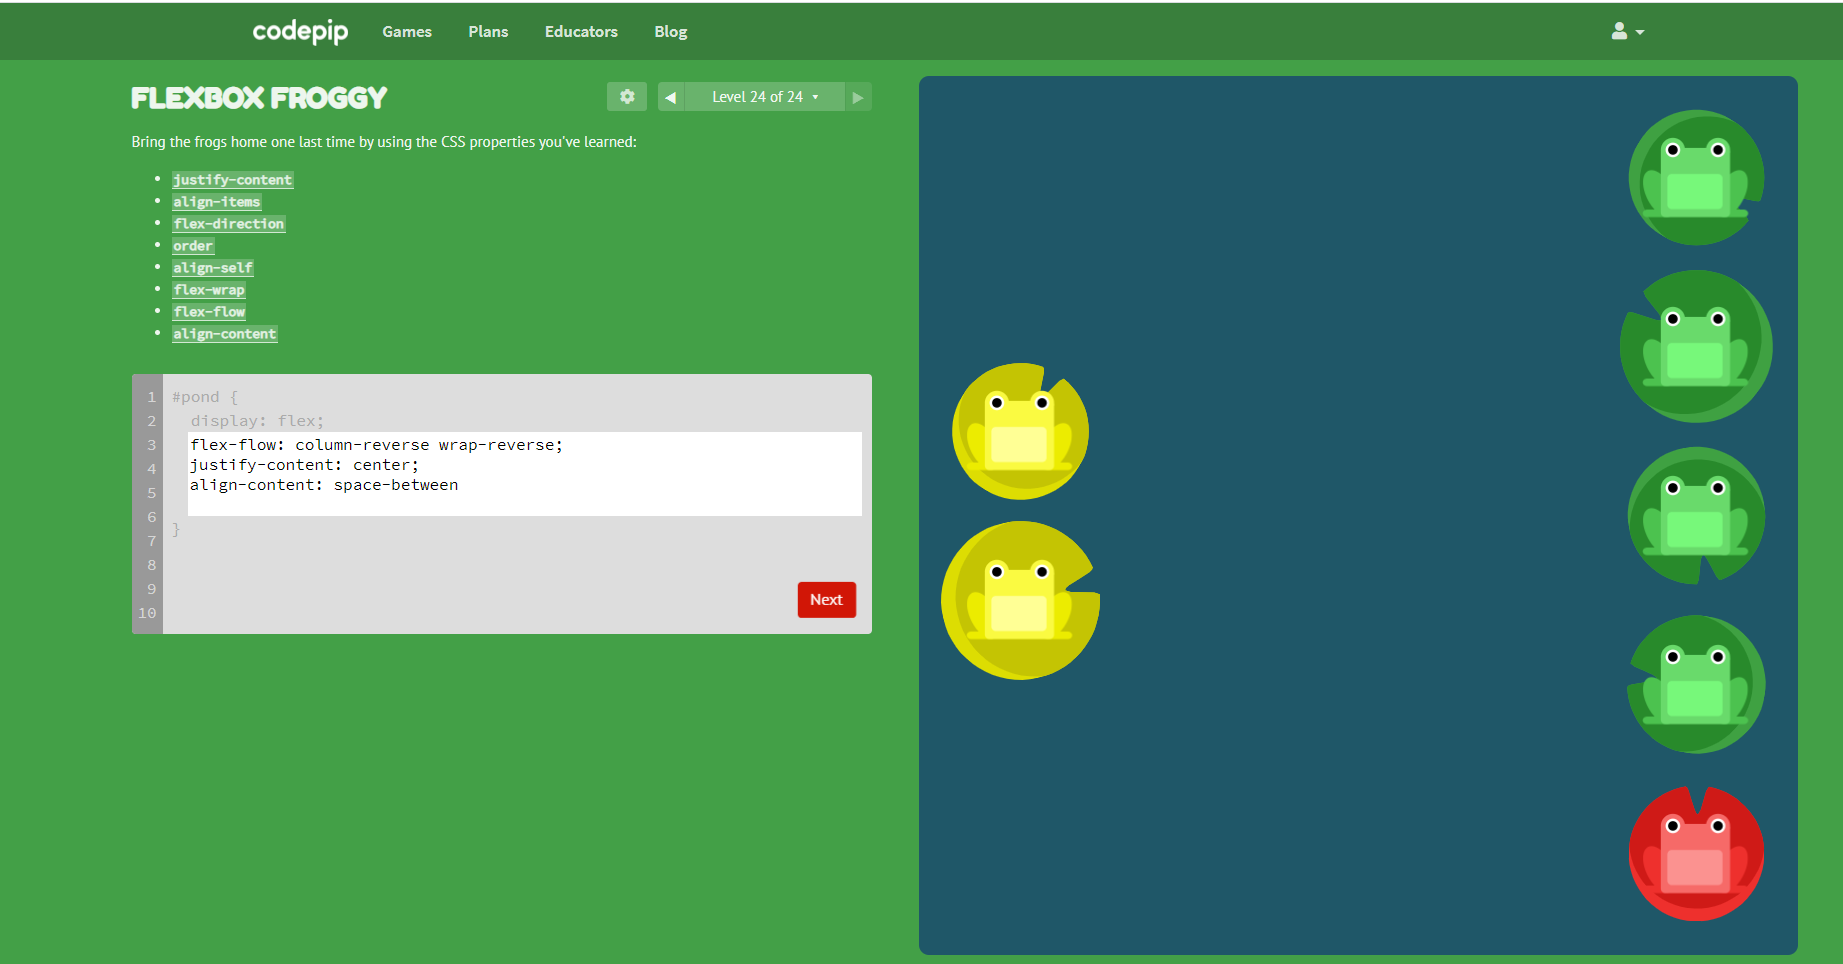 codepip Games Plans Educators Blog
FLEXBOX FROGGY
◀ Level 24 of 24 ▾ ▶
Bring the frogs home one last time by using the CSS properties you've learned:
• justify-content
• align-items
• flex-direction
• order
• align-self
• flex-wrap
• flex-flow
• align-content
1 #pond {
2 display: flex;
3 flex-flow: column-reverse wrap-reverse;
4 justify-content: center;
5 align-content: space-between
6 }
7
8
9
10
Next